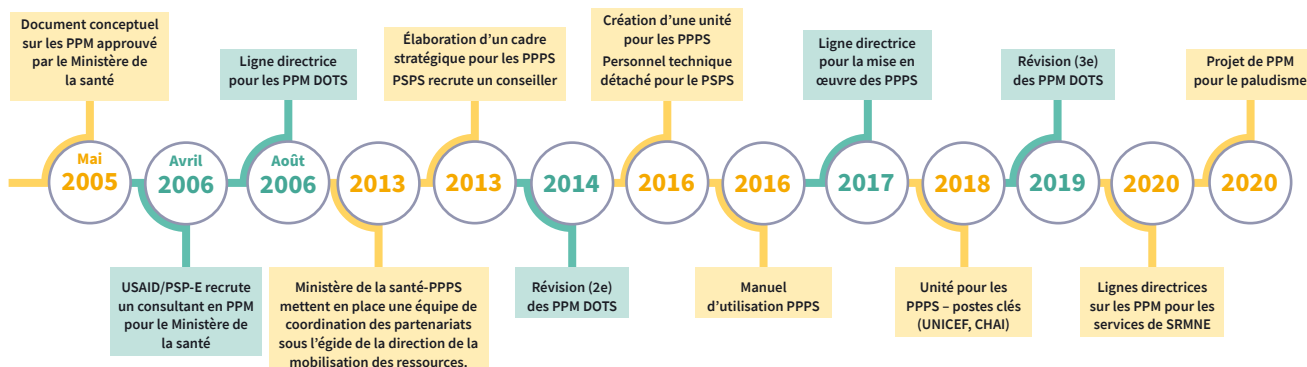 Document conceptuel
sur les PPM approuvé
par le Ministère de
la santé
Mai
2005
Avril
2006
USAID/PSP-E recrute
un consultant en PPM
pour le Ministère de
la santé
Ligne directrice
pour les PPM DOTS
Août
2006
2013
Ministère de la santé-PPPS
mettent en place une équipe de
coordination des partenariats
sous l’égide de la direction de la
mobilisation des ressources.
Élaboration d’un cadre
stratégique pour les PPPS
PSPS recrute un conseiller
2013
2014
Révision (2e)
des PPM DOTS
Création d’une unité
pour les PPPS
Personnel technique
détaché pour le PSPS
2016
2016
Manuel
d’utilisation PPPS
Ligne directrice
pour la mise en
œuvre des PPPS
2017
2018
Unité pour les
PPPS – postes clés
(UNICEF, CHAI)
Révision (3e)
des PPM DOTS
2019
2020
Lignes directrices
sur les PPM pour les
services de SRMNE
Projet de PPM
pour le paludisme
2020